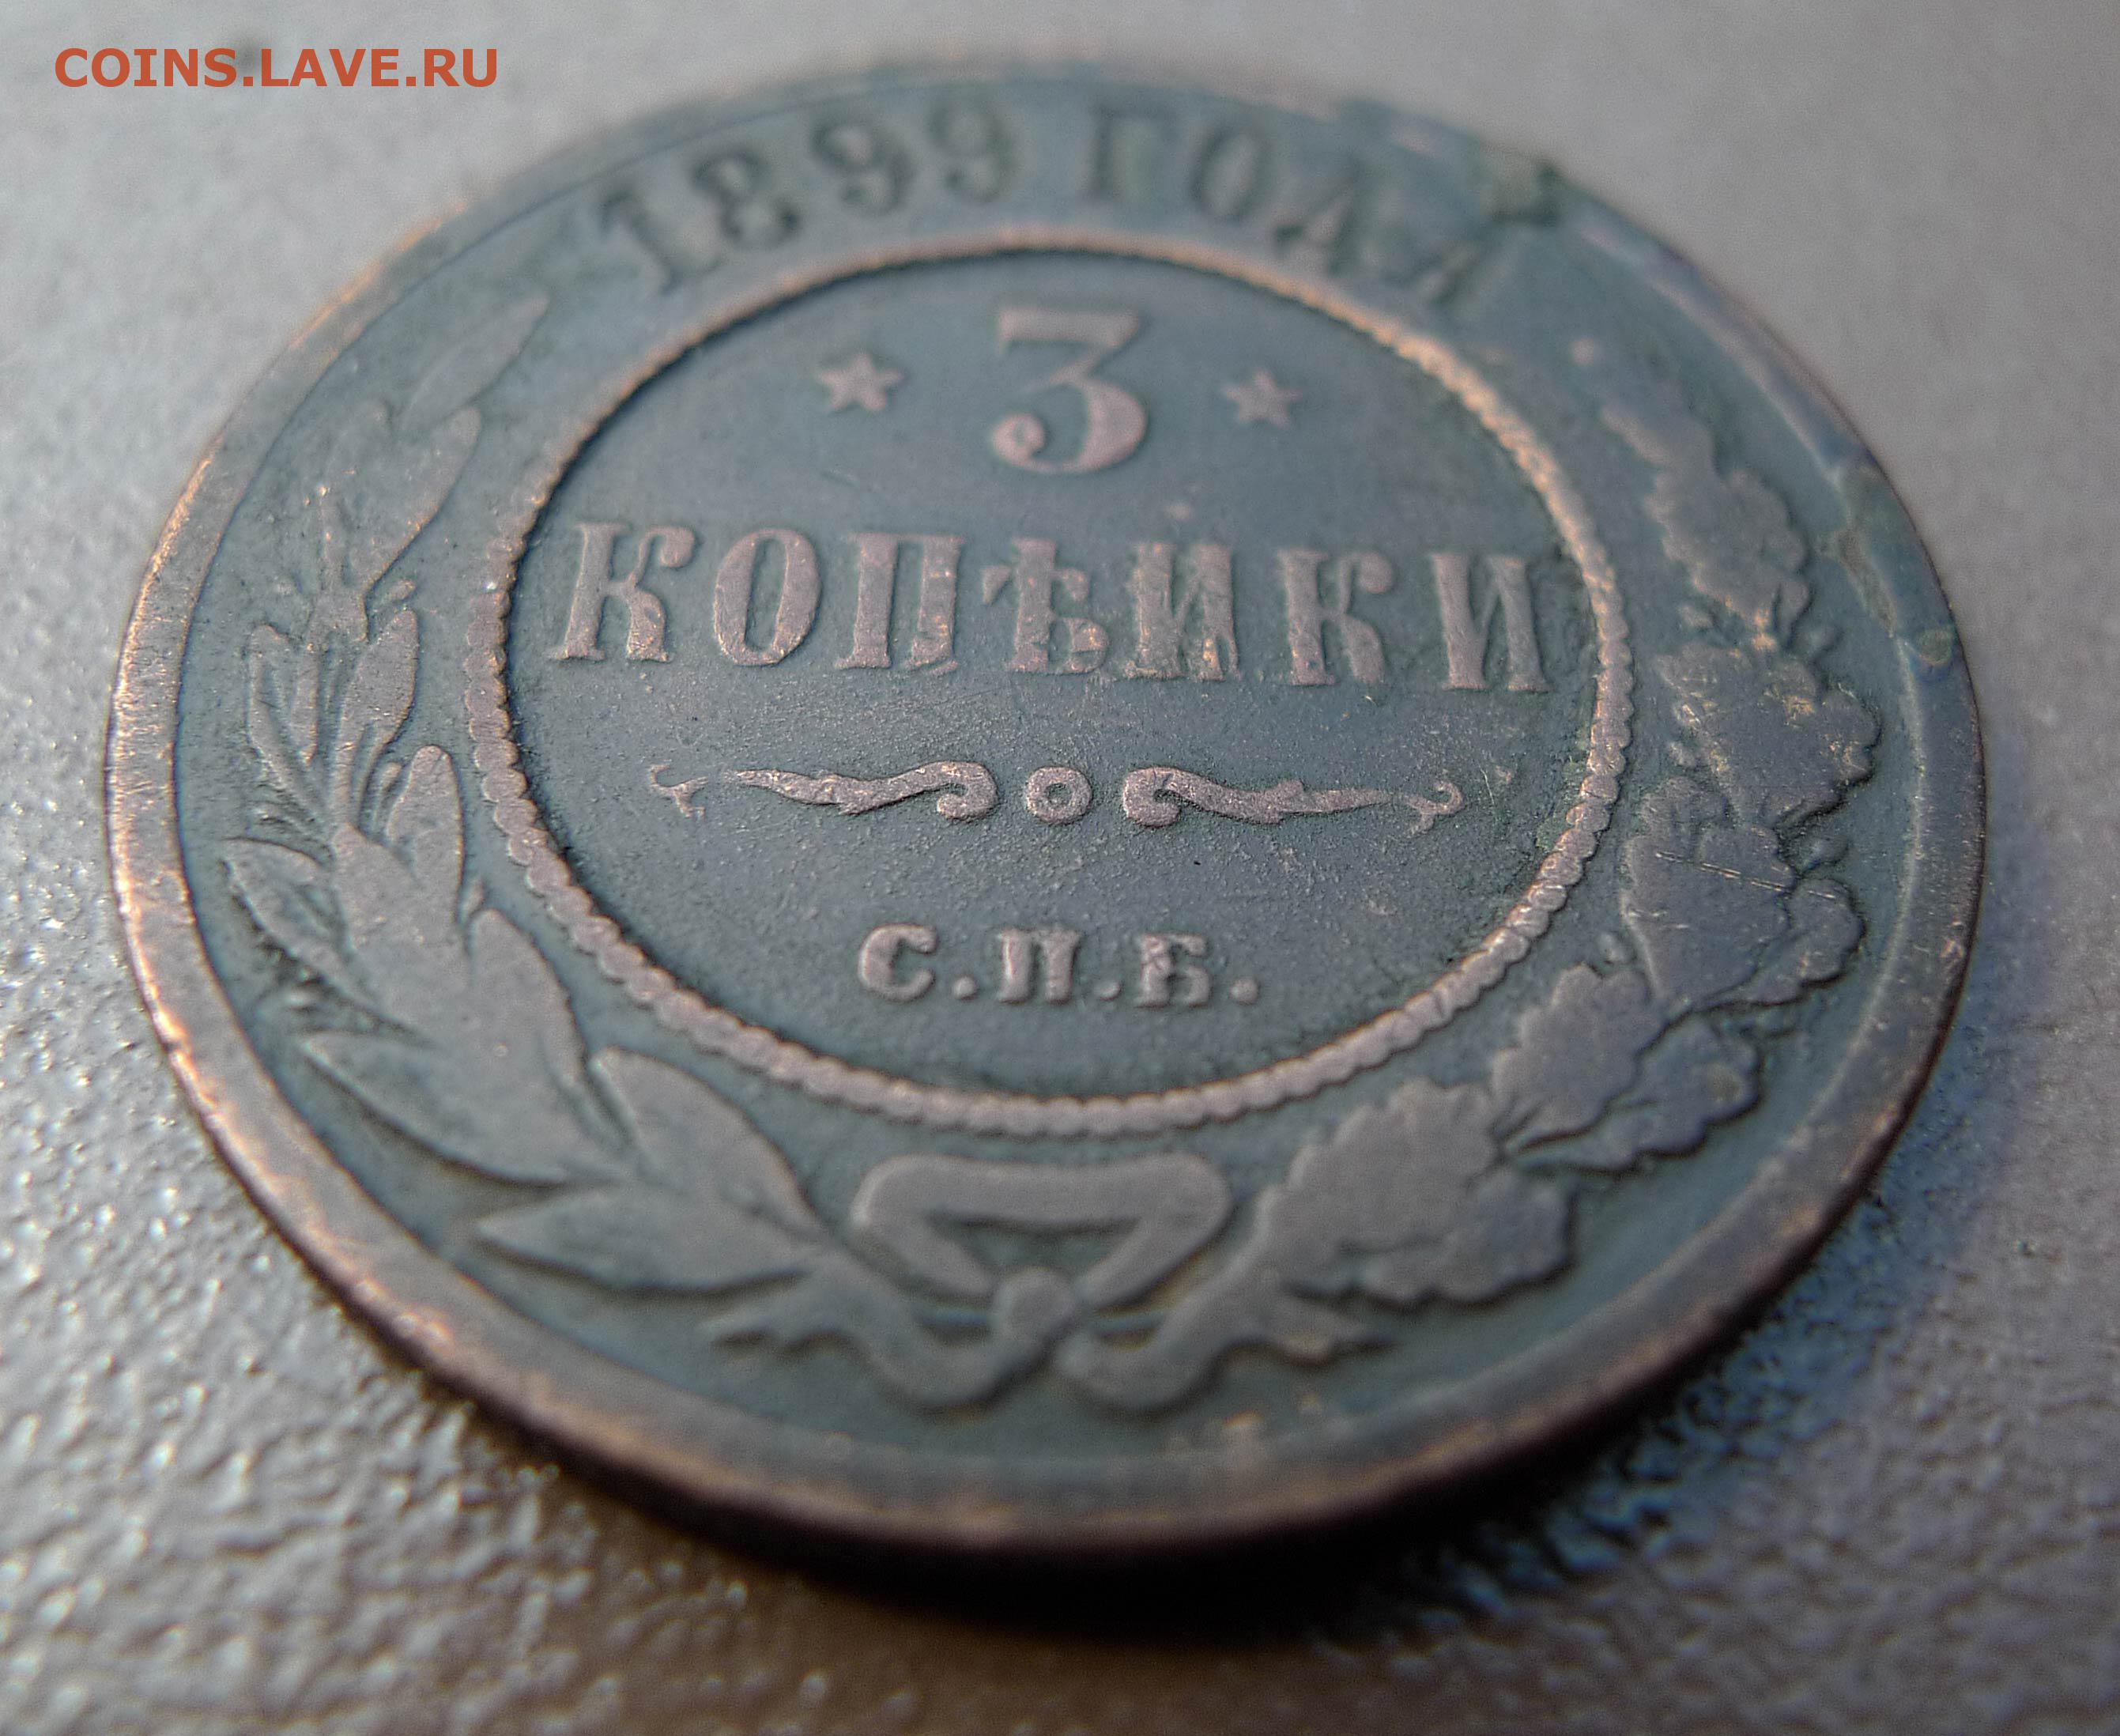 COINS.LAVE.RU
1899 ГОДА
3
КОПѢЙКИ
С.П.Б.